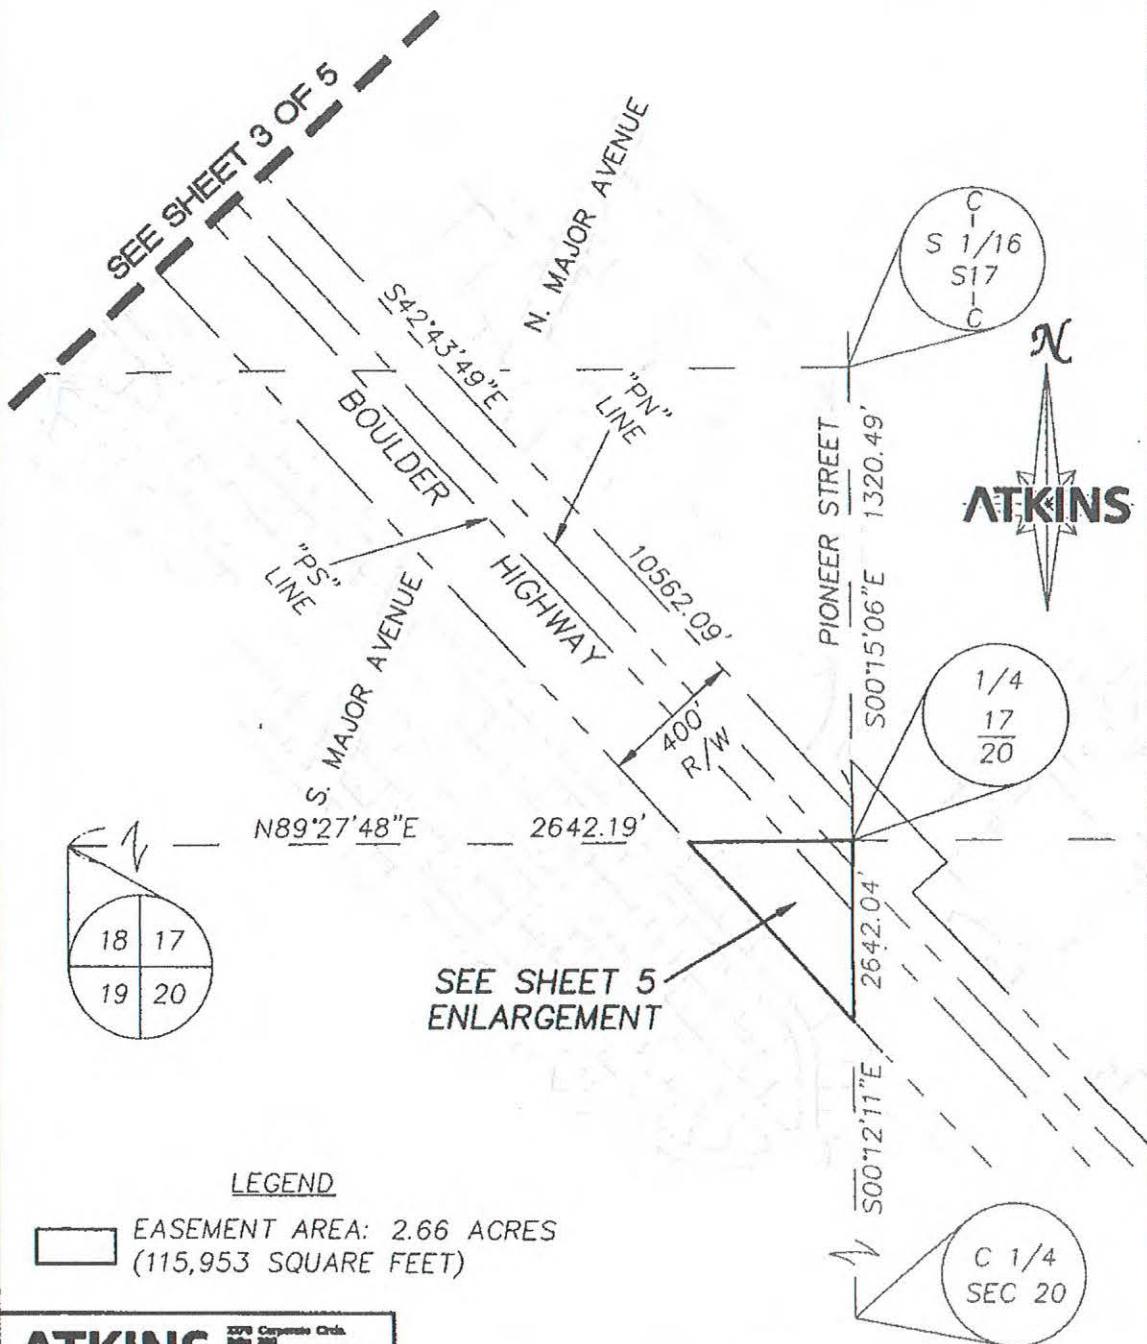 SEE SHEET 3 OF 5
N. MAJOR AVENUE
C
S 1/16
S17
C
N
S42°43'49"E
"PN"
LINE
BOULDER
HIGHWAY
PIONEER STREET
1320.49'
S00°15'06"E
ATKINS
"PS"
LINE
10562.09'
S. MAJOR AVENUE
400'
R/W
1/4
17
20
N89°27'48"E
2642.19'
18 17
19 20
2642.04'
SEE SHEET 5
ENLARGEMENT
S00°12'11"E
LEGEND
EASEMENT AREA: 2.66 ACRES
(115,953 SQUARE FEET)
C 1/4
SEC 20
ATKINS
Corporate Circle